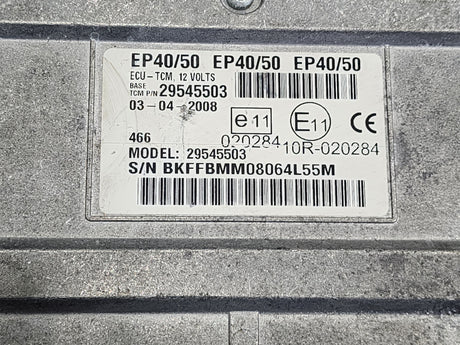 EP40/50 EP40/50 EP40/50
ECU-TCM, 12 VOLTS
BASE
TCM P/N 29545503
03-04-2008
e11 E11 CE
466 020284 10R-020284
MODEL: 29545503
S/N BKFFBMM08064L55M